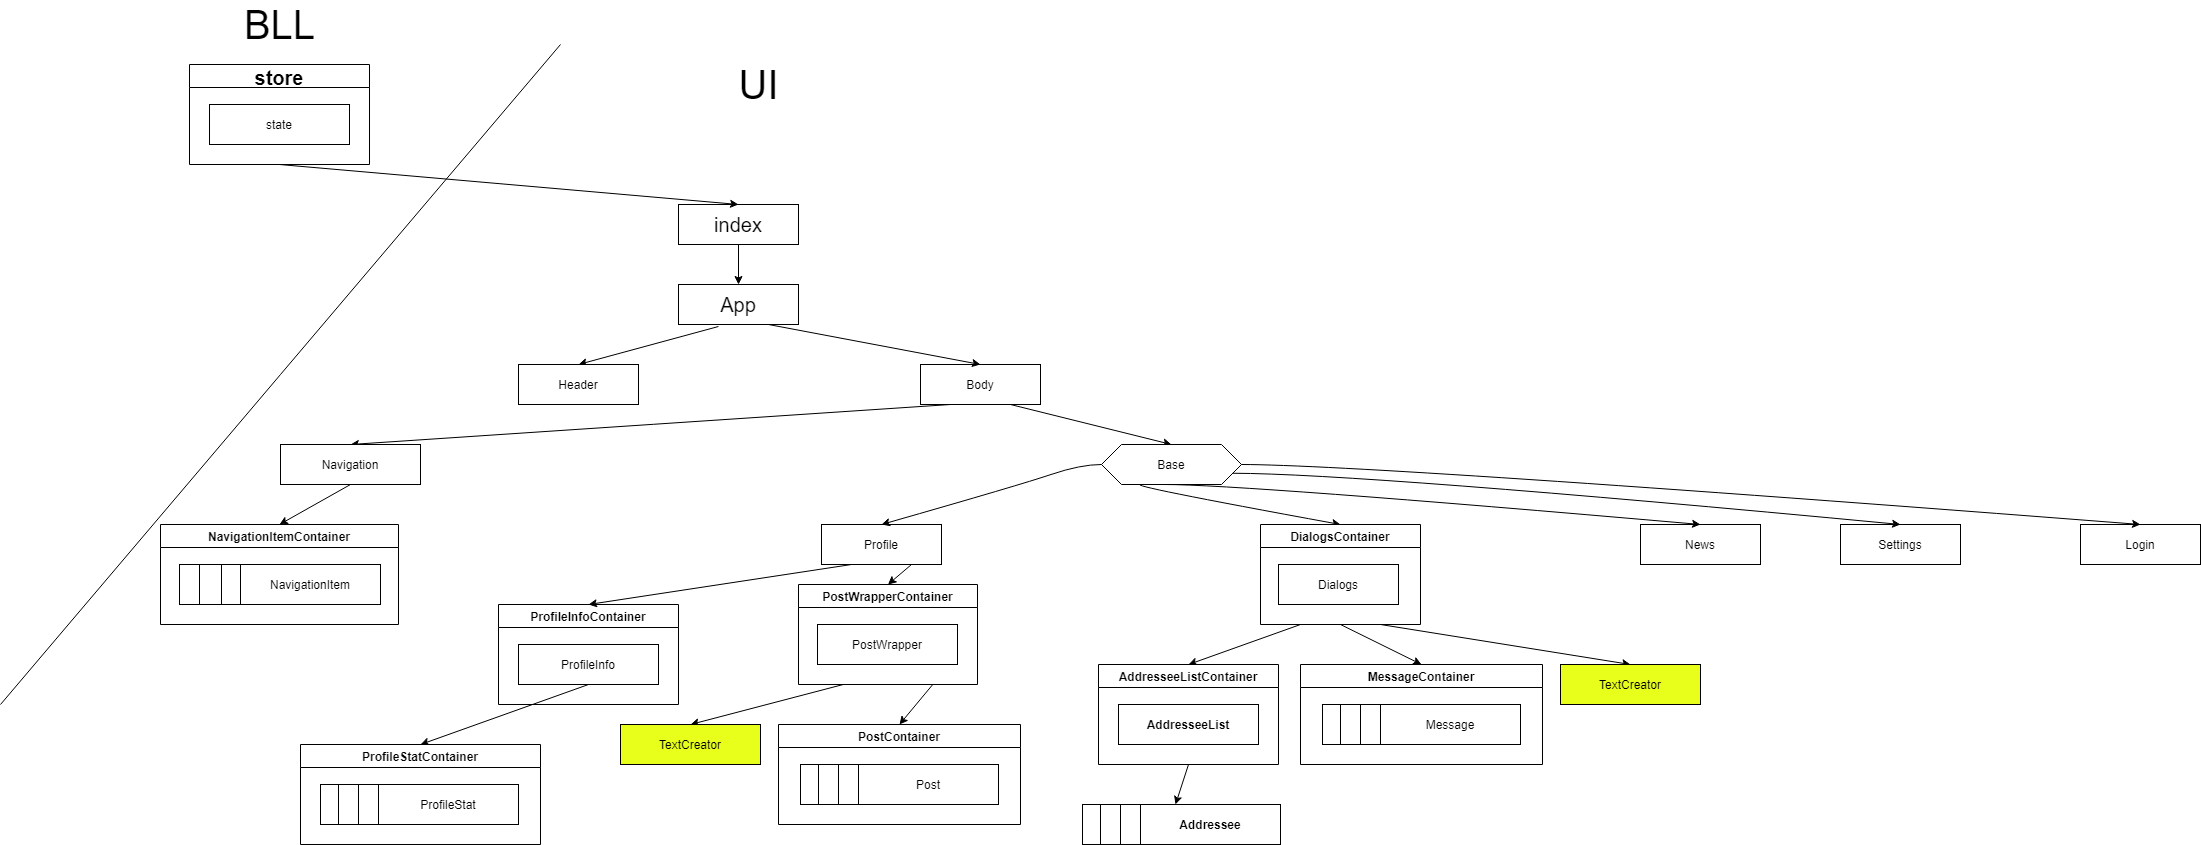 BLL
store
UI
state
index
App
Header
Body
Navigation
Base
NavigationItemContainer
Profile
DialogsContainer
News
Settings
Login
NavigationItem
Dialogs
PostWrapperContainer
ProfileInfoContainer
PostWrapper
ProfileInfo
AddresseeListContainer
MessageContainer
TextCreator
AddresseeList
Message
PostContainer
TextCreator
ProfileStatContainer
Post
ProfileStat
Addressee